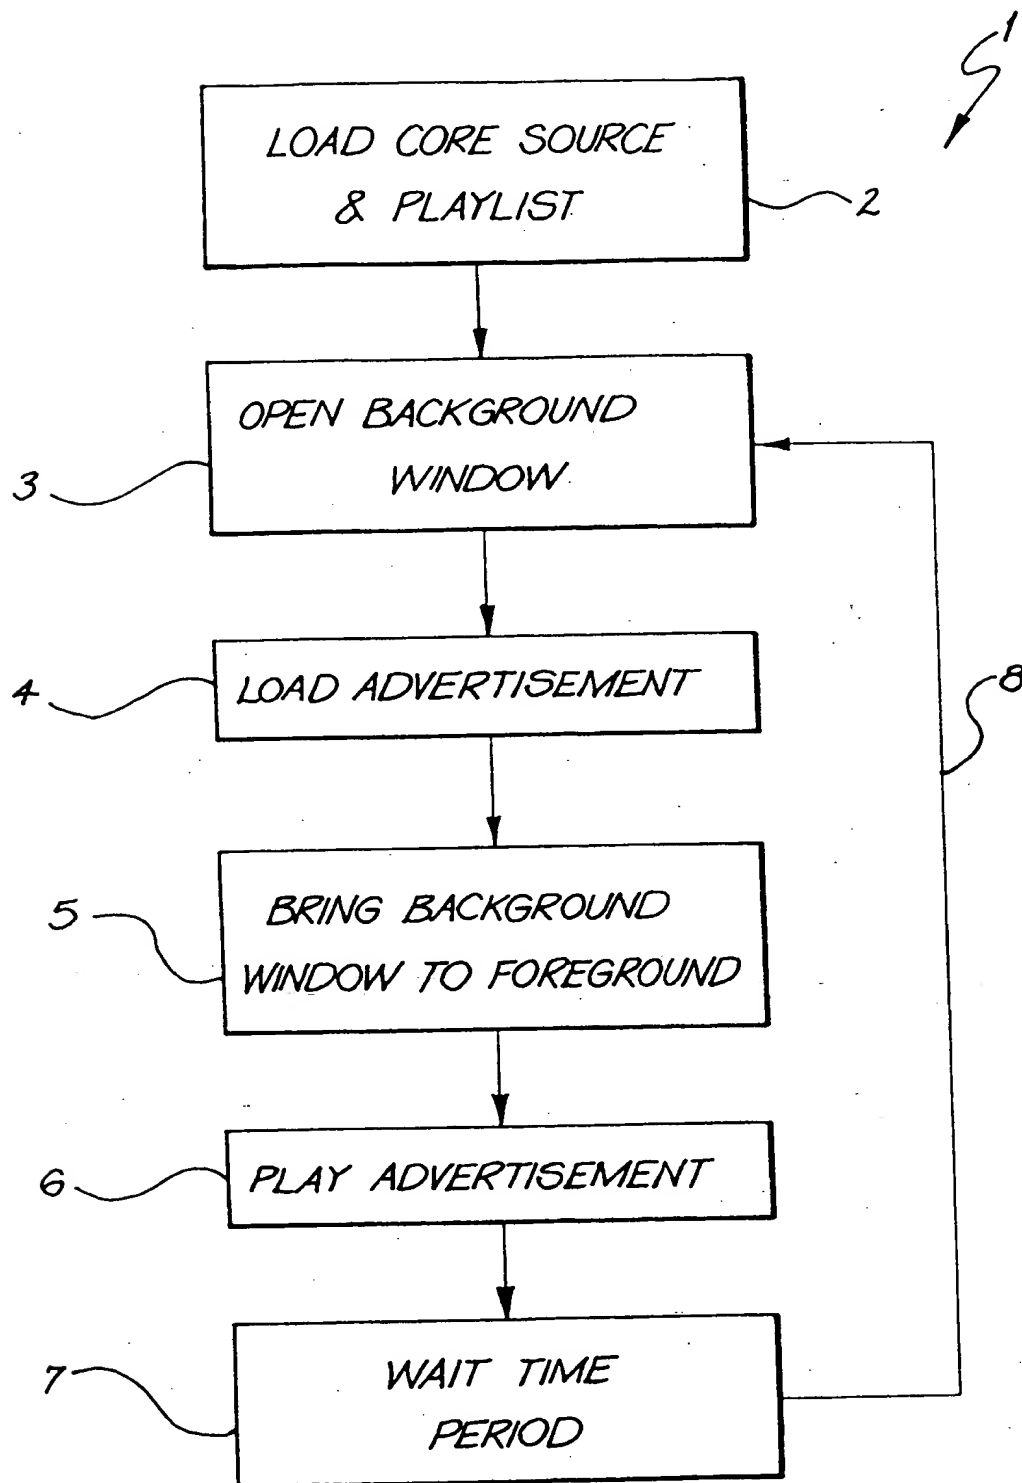 1
LOAD CORE SOURCE
& PLAYLIST
2
OPEN BACKGROUND
WINDOW
3
4
LOAD ADVERTISEMENT
8
5
BRING BACKGROUND
WINDOW TO FOREGROUND
6
PLAY ADVERTISEMENT
7
WAIT TIME
PERIOD